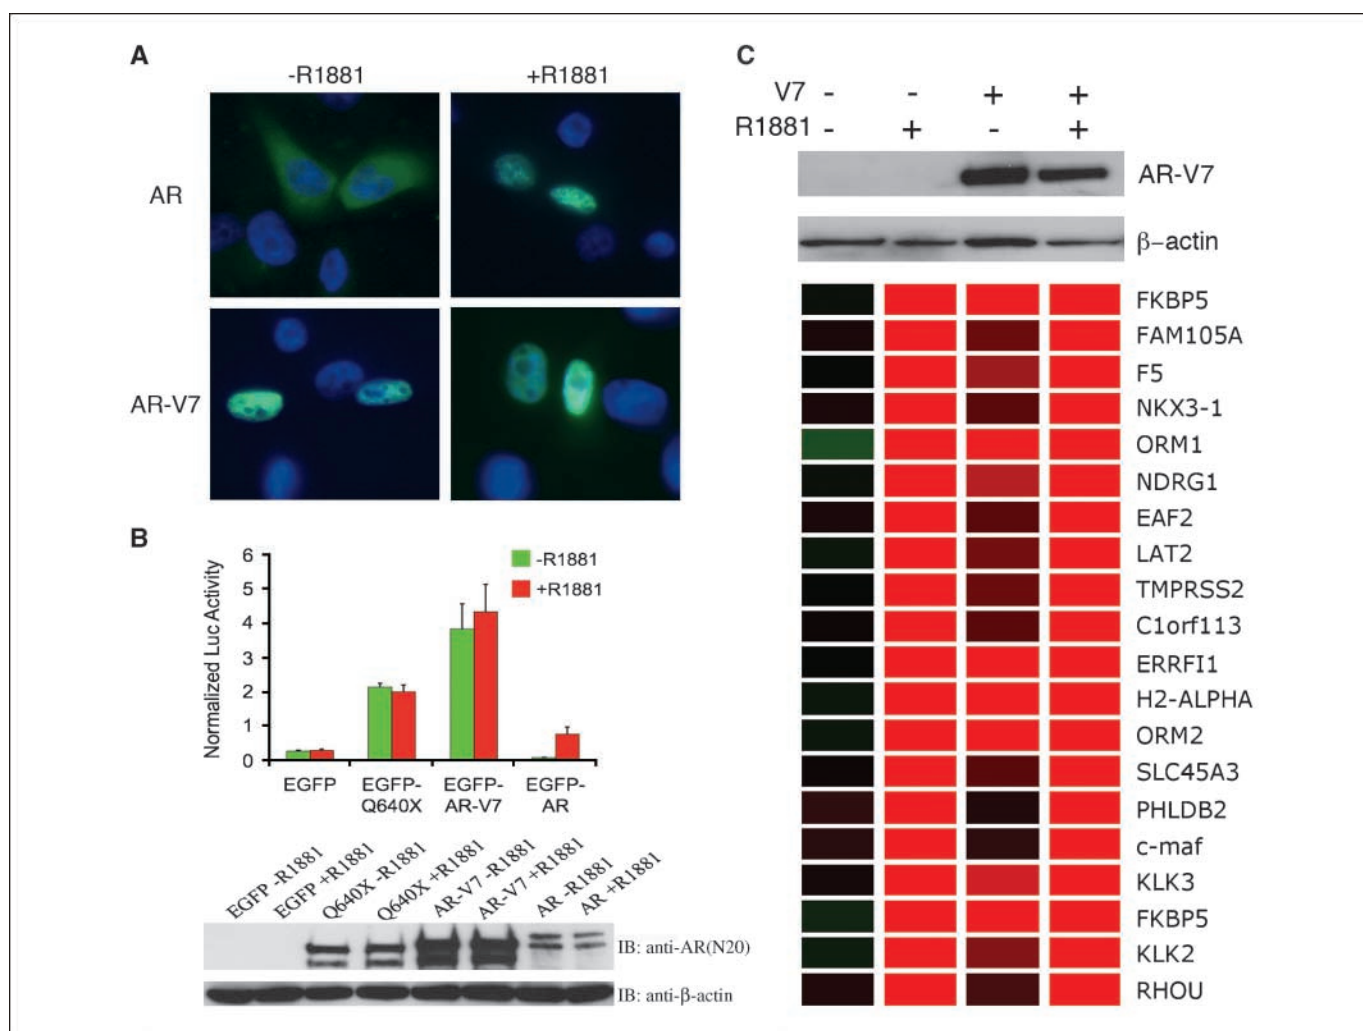 A
-R1881 +R1881
AR
AR-V7
B
Normalized Luc Activity
6
5
4
3
2
1
0
-R1881
+R1881
EGFP
EGFP-
Q640X
EGFP-
AR-V7
EGFP-
AR
EGFP -R1881
EGFP +R1881
Q640X -R1881
Q640X +R1881
AR-V7 -R1881
AR-V7 +R1881
AR -R1881
AR +R1881
IB: anti-AR(N20)
IB: anti-β-actin
C
V7 - - + +
R1881 - + - +
AR-V7
β-actin
FKBP5
FAM105A
F5
NKX3-1
ORM1
NDRG1
EAF2
LAT2
TMPRSS2
C1orf113
ERRFI1
H2-ALPHA
ORM2
SLC45A3
PHLDB2
c-maf
KLK3
FKBP5
KLK2
RHOU